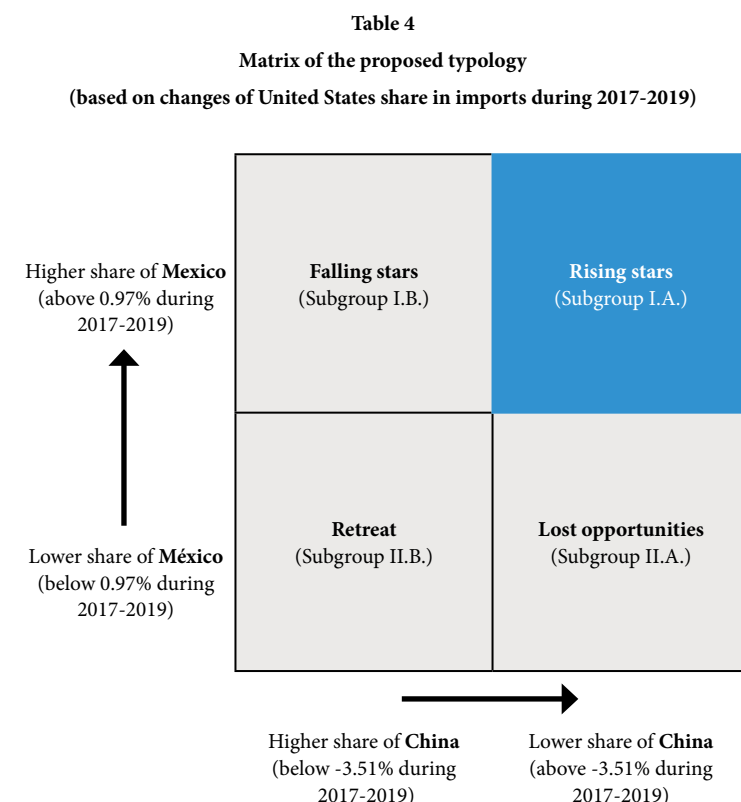 Table 4
Matrix of the proposed typology
(based on changes of United States share in imports during 2017-2019)
Higher share of Mexico
(above 0.97% during
2017-2019)
Falling stars
(Subgroup I.B.)
Rising stars
(Subgroup I.A.)
Lower share of México
(below 0.97% during
2017-2019)
Retreat
(Subgroup II.B.)
Lost opportunities
(Subgroup II.A.)
Higher share of China
(below -3.51% during
2017-2019)
Lower share of China
(above -3.51% during
2017-2019)